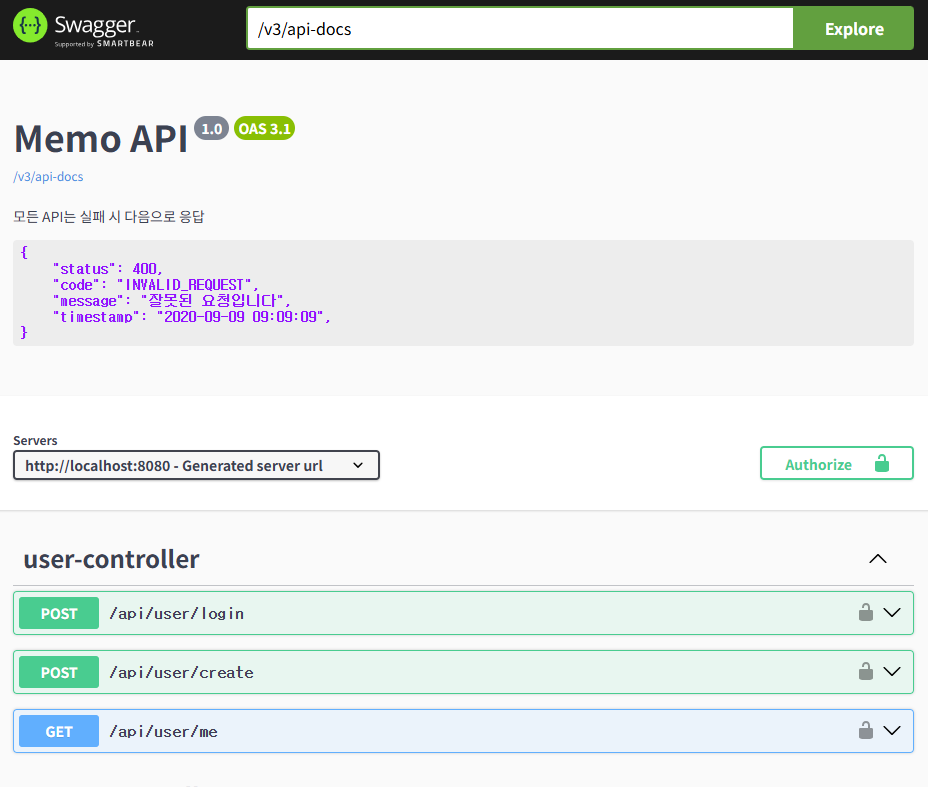 Swagger
Supported by SMARTBEAR
/v3/api-docs
Explore
Memo API 1.0 OAS 3.1
/v3/api-docs
모든 API는 실패 시 다음으로 응답
{
    "status": 400,
    "code": "INVALID_REQUEST",
    "message": "잘못된 요청입니다",
    "timestamp": "2020-09-09 09:09:09",
}
Servers
http://localhost:8080 - Generated server url
Authorize
user-controller
POST /api/user/login
POST /api/user/create
GET /api/user/me